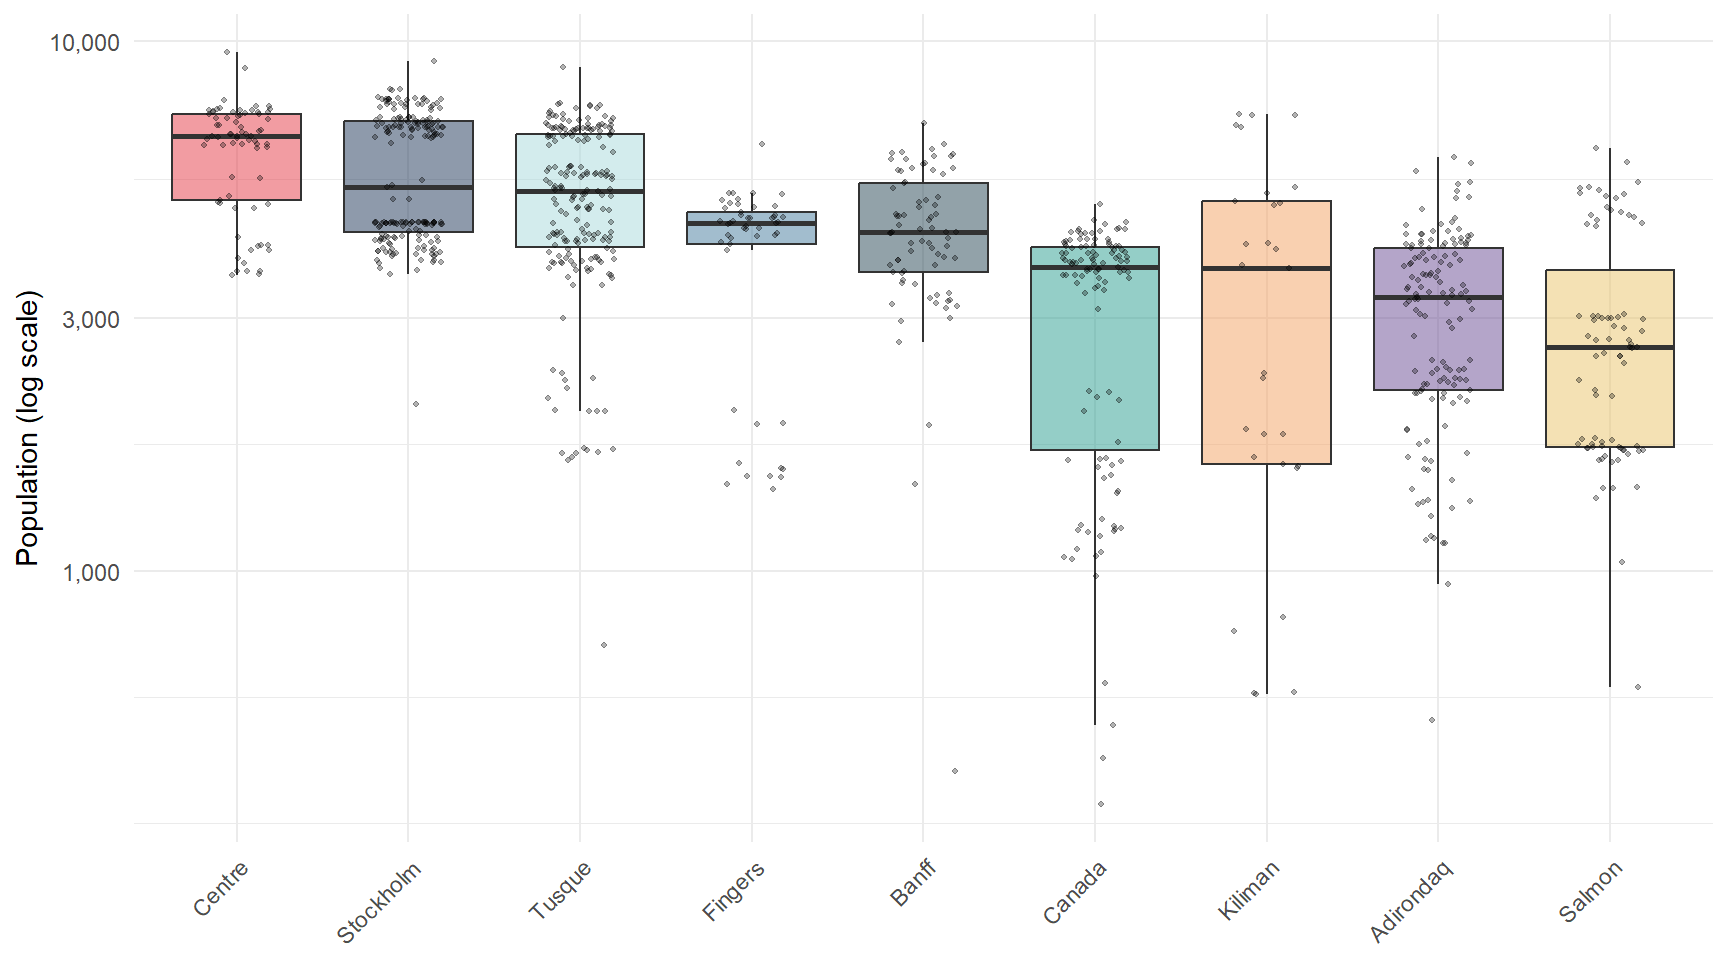 Population (log scale)
10,000
3,000
1,000
Centre
Stockholm
Tusque
Fingers
Banff
Canada
Kiliman
Adirondaq
Salmon